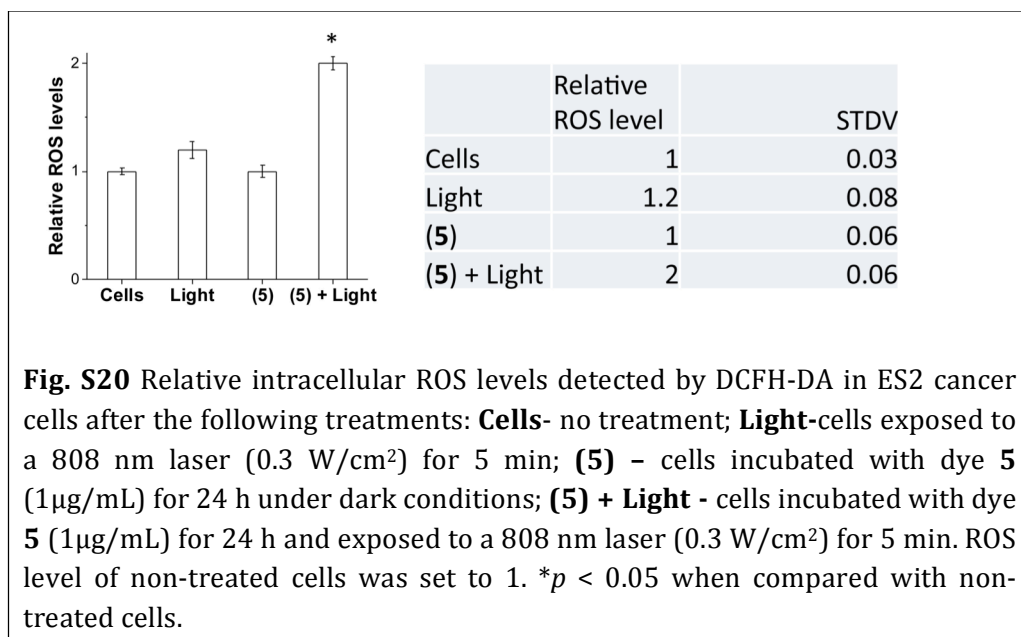 *
2
1
0
Relative ROS levels
Cells Light (5) (5) + Light
Relative
ROS level STDV
Cells 1 0.03
Light 1.2 0.08
(5) 1 0.06
(5) + Light 2 0.06
Fig. S20 Relative intracellular ROS levels detected by DCFH-DA in ES2 cancer
cells after the following treatments: Cells- no treatment; Light-cells exposed to
a 808 nm laser (0.3 W/cm²) for 5 min; (5) – cells incubated with dye 5
(1µg/mL) for 24 h under dark conditions; (5) + Light - cells incubated with dye
5 (1µg/mL) for 24 h and exposed to a 808 nm laser (0.3 W/cm²) for 5 min. ROS
level of non-treated cells was set to 1. *p < 0.05 when compared with non-
treated cells.